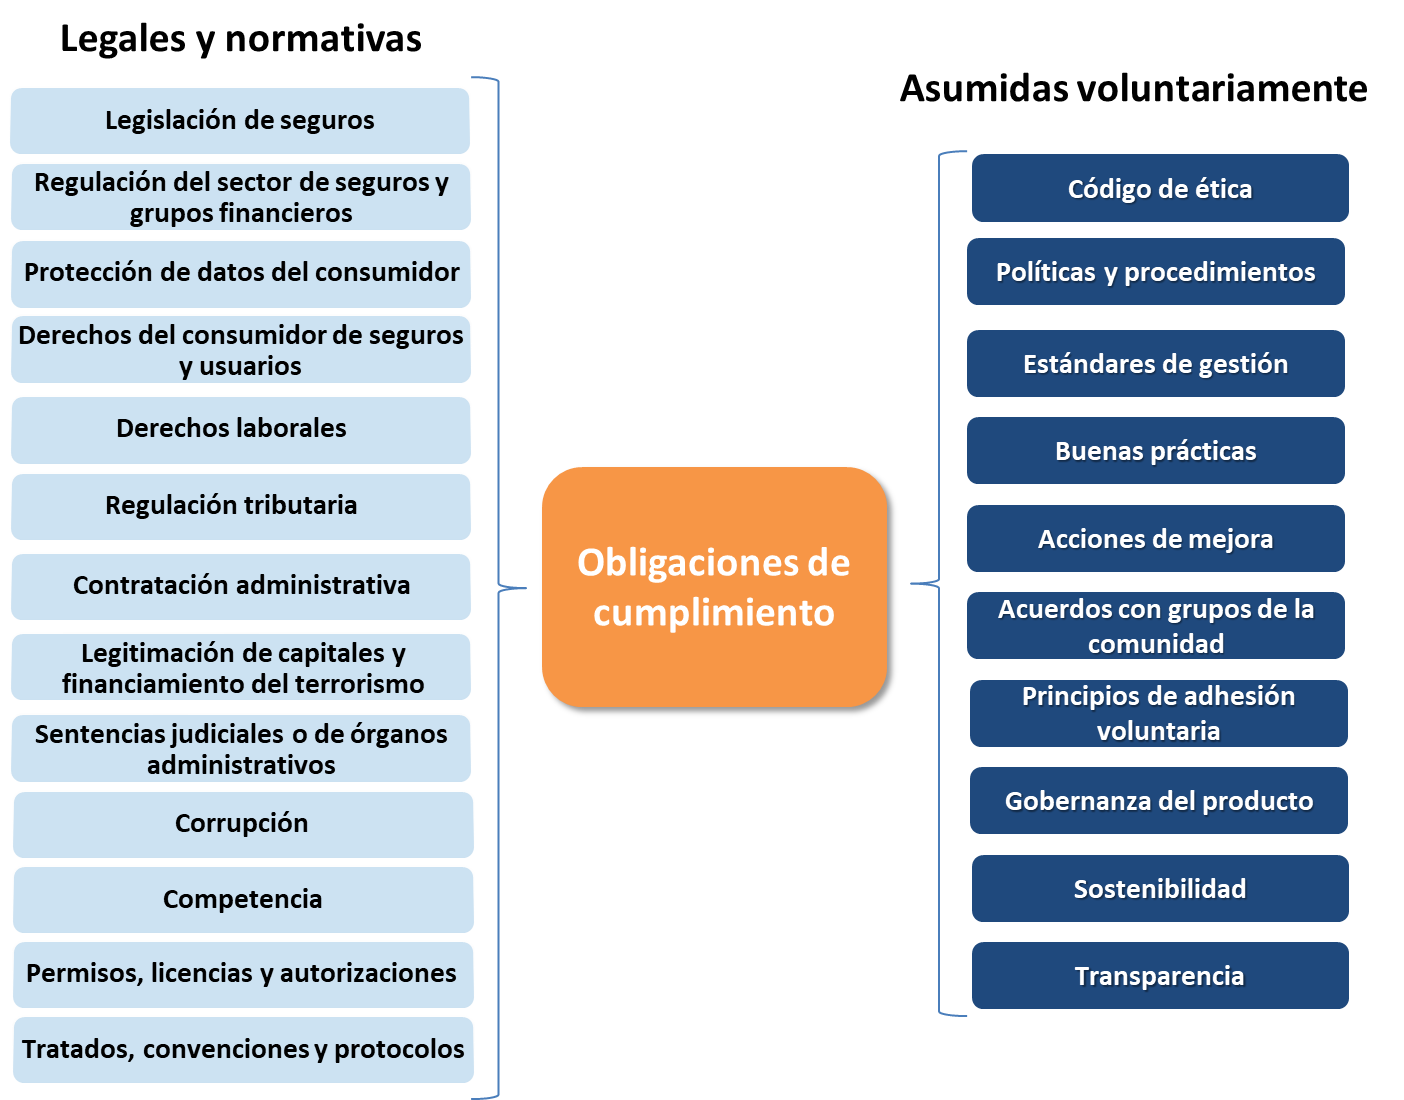 Legales y normativas
Legislación de seguros
Regulación del sector de seguros y
grupos financieros
Protección de datos del consumidor
Derechos del consumidor de seguros
y usuarios
Derechos laborales
Regulación tributaria
Contratación administrativa
Legitimación de capitales y
financiamiento del terrorismo
Sentencias judiciales o de órganos
administrativos
Corrupción
Competencia
Permisos, licencias y autorizaciones
Tratados, convenciones y protocolos
Obligaciones de
cumplimiento
Asumidas voluntariamente
Código de ética
Políticas y procedimientos
Estándares de gestión
Buenas prácticas
Acciones de mejora
Acuerdos con grupos de la
comunidad
Principios de adhesión
voluntaria
Gobernanza del producto
Sostenibilidad
Transparencia